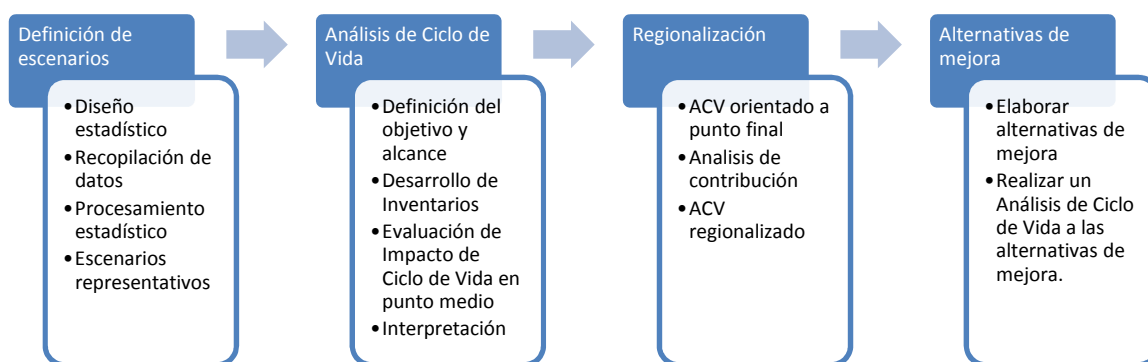 Definición de
escenarios
•Diseño
estadístico
•Recopilación de
datos
•Procesamiento
estadístico
•Escenarios
representativos
Análisis de Ciclo de
Vida
•Definición del
objetivo y
alcance
•Desarrollo de
Inventarios
•Evaluación de
Impacto de
Ciclo de Vida en
punto medio
•Interpretación
Regionalización
•ACV orientado a
punto final
•Analisis de
contribución
•ACV
regionalizado
Alternativas de
mejora
•Elaborar
alternativas de
mejora
•Realizar un
Análisis de Ciclo
de Vida a las
alternativas de
mejora.